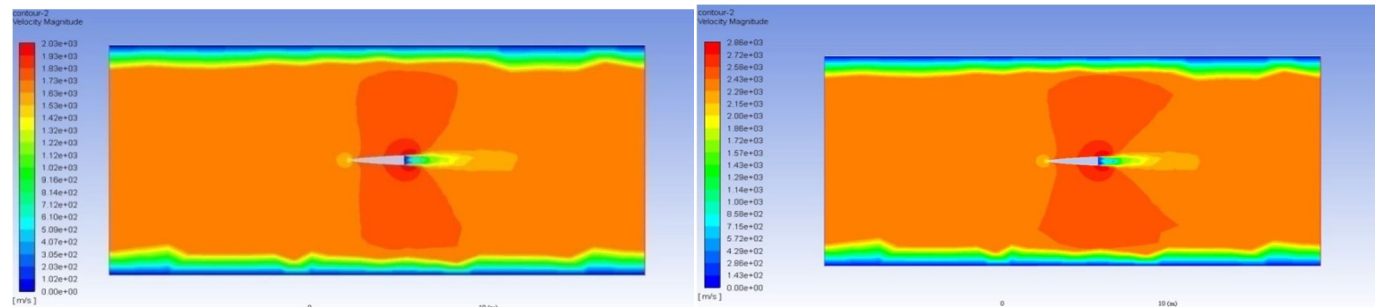 contour-2
Velocity Magnitude
2.03e+03
1.93e+03
1.83e+03
1.73e+03
1.63e+03
1.53e+03
1.42e+03
1.32e+03
1.22e+03
1.12e+03
1.02e+03
9.16e+02
8.14e+02
7.12e+02
6.10e+02
5.09e+02
4.07e+02
3.05e+02
2.03e+02
1.02e+02
0.00e+00
[ m/s ]
0
contour-2
Velocity Magnitude
2.86e+03
2.72e+03
2.58e+03
2.43e+03
2.29e+03
2.15e+03
2.00e+03
1.86e+03
1.72e+03
1.57e+03
1.43e+03
1.29e+03
1.14e+03
1.00e+03
8.58e+02
7.15e+02
5.72e+02
4.29e+02
2.86e+02
1.43e+02
0.00e+00
[ m/s ]
0
10 (m)